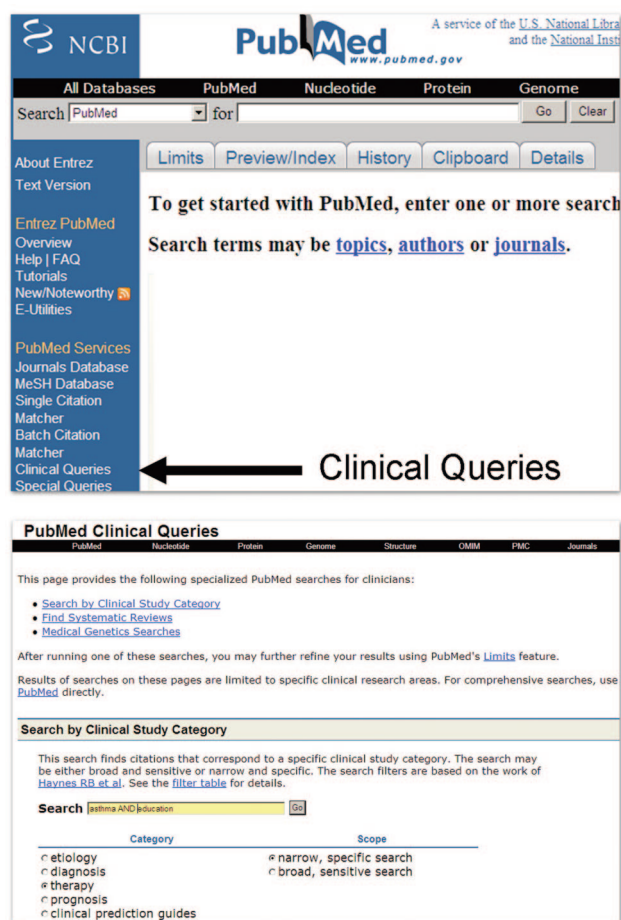 NCBI
PubMed
www.pubmed.gov
A service of the U.S. National Libra
and the National Insti
All Databases PubMed Nucleotide Protein Genome
Search PubMed for Go Clear
Limits Preview/Index History Clipboard Details
About Entrez
Text Version
To get started with PubMed, enter one or more search
Search terms may be topics, authors or journals.
Entrez PubMed
Overview
Help | FAQ
Tutorials
New/Noteworthy
E-Utilities
PubMed Services
Journals Database
MeSH Database
Single Citation
Matcher
Batch Citation
Matcher
Clinical Queries
Special Queries
Clinical Queries
PubMed Clinical Queries
PubMed Nucleotide Protein Genome Structure OMIM PMC Journals
This page provides the following specialized PubMed searches for clinicians:
• Search by Clinical Study Category
• Find Systematic Reviews
• Medical Genetics Searches
After running one of these searches, you may further refine your results using PubMed's Limits feature.
Results of searches on these pages are limited to specific clinical research areas. For comprehensive searches, use
PubMed directly.
Search by Clinical Study Category
This search finds citations that correspond to a specific clinical study category. The search may
be either broad and sensitive or narrow and specific. The search filters are based on the work of
Haynes RB et al. See the filter table for details.
Search asthma AND education Go
Category Scope
etiology narrow, specific search
diagnosis broad, sensitive search
therapy
prognosis
clinical prediction guides